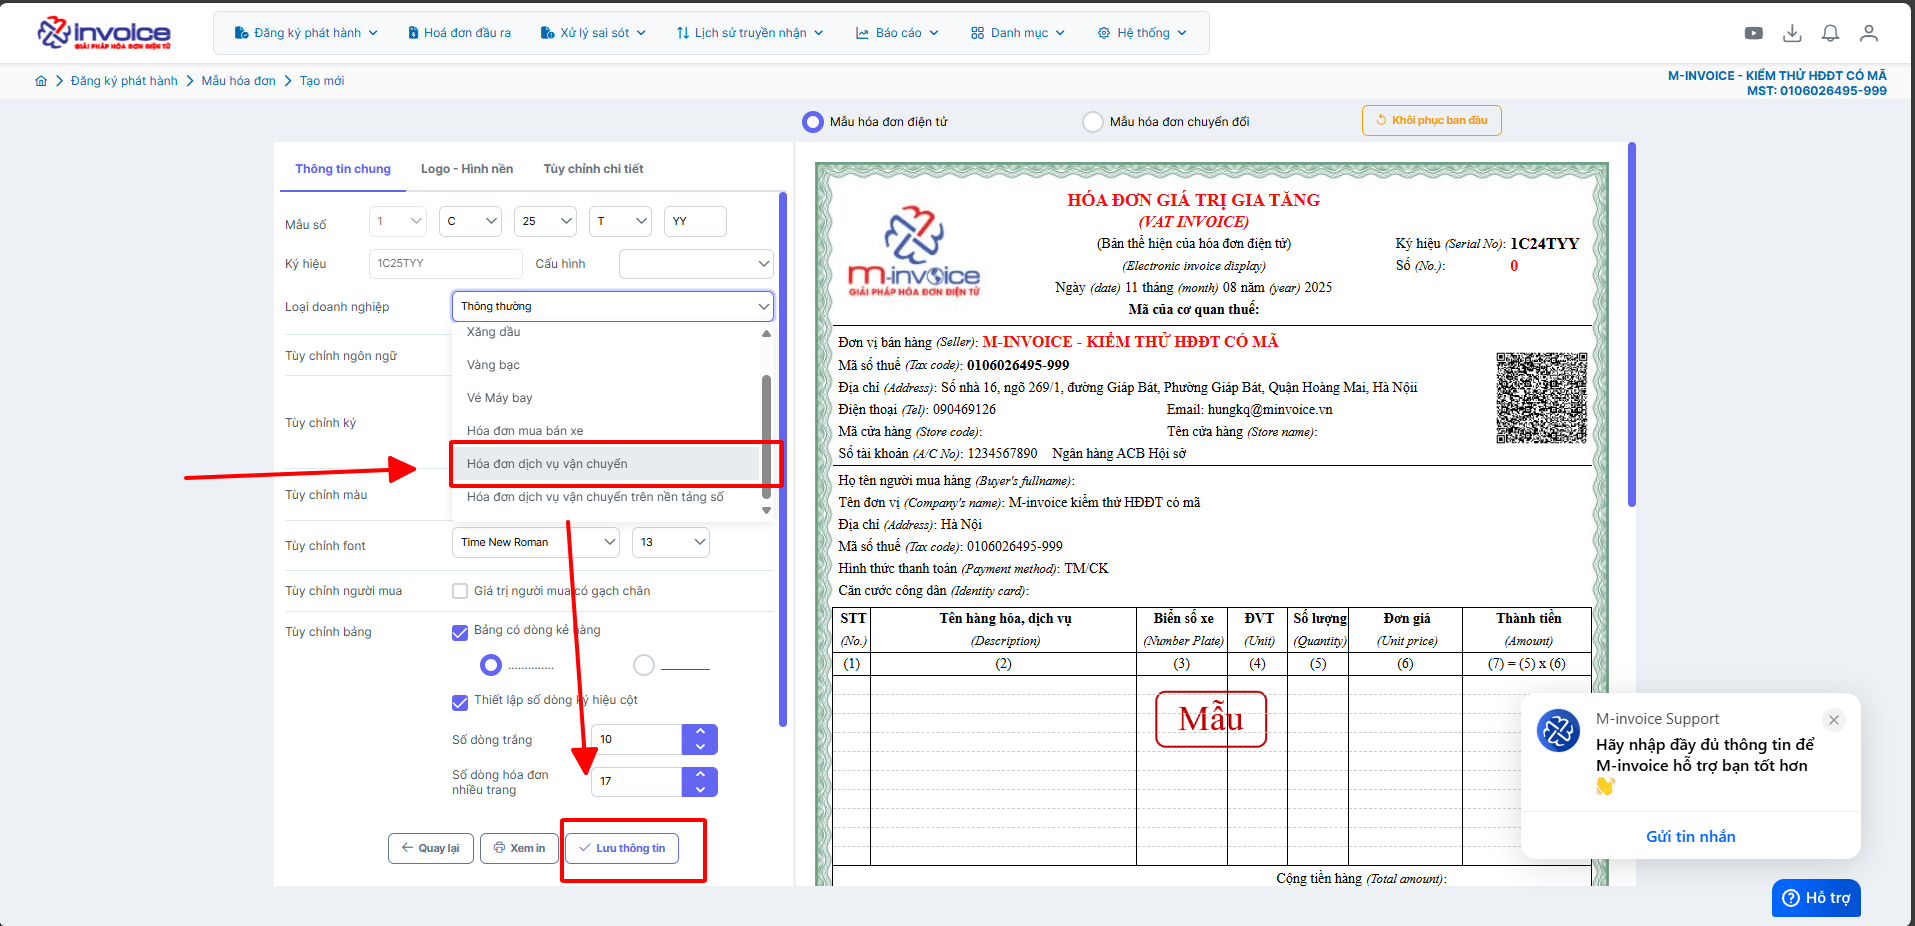 invoice
GIẢI PHÁP HÓA ĐƠN ĐIỆN TỬ
Đăng ký phát hành
Hoá đơn đầu ra
Xử lý sai sót
Lịch sử truyền nhận
Báo cáo
Danh mục
Hệ thống
Đăng ký phát hành > Mẫu hóa đơn > Tạo mới
M-INVOICE - KIỂM THỬ HĐĐT CÓ MÃ
MST: 0106026495-999
Mẫu hóa đơn điện tử
Mẫu hóa đơn chuyển đổi
Khôi phục ban đầu
Thông tin chung
Logo - Hình nền
Tùy chỉnh chi tiết
Mẫu số
1
C
25
T
YY
Ký hiệu
1C25TYY
Cấu hình
Loại doanh nghiệp
Thông thường
Xăng dầu
Vàng bạc
Vé Máy bay
Hóa đơn mua bán xe
Hóa đơn dịch vụ vận chuyển
Hóa đơn dịch vụ vận chuyển trên nền tảng số
Tùy chỉnh ngôn ngữ
Tùy chỉnh ký
Tùy chỉnh màu
Tùy chỉnh font
Time New Roman
13
Tùy chỉnh người mua
Giá trị người mua có gạch chân
Tùy chỉnh bảng
Bảng có dòng kẻ hàng
..............
Thiết lập số dòng ký hiệu cột
Số dòng trắng
10
Số dòng hóa đơn
nhiều trang
17
Quay lại
Xem in
Lưu thông tin
m-invoice
GIẢI PHÁP HÓA ĐƠN ĐIỆN TỬ
HÓA ĐƠN GIÁ TRỊ GIA TĂNG
(VAT INVOICE)
(Bản thể hiện của hóa đơn điện tử)
(Electronic invoice display)
Ngày (date) 11 tháng (month) 08 năm (year) 2025
Mã của cơ quan thuế:
Ký hiệu (Serial No): 1C24TYY
Số (No.): 0
Đơn vị bán hàng (Seller): M-INVOICE - KIỂM THỬ HĐĐT CÓ MÃ
Mã số thuế (Tax code): 0106026495-999
Địa chỉ (Address): Số nhà 16, ngõ 269/1, đường Giáp Bát, Phường Giáp Bát, Quận Hoàng Mai, Hà Nộii
Điện thoại (Tel): 090469126
Email: hungkq@minvoice.vn
Mã cửa hàng (Store code):
Tên cửa hàng (Store name):
Số tài khoản (A/C No): 1234567890 Ngân hàng ACB Hội sở
Họ tên người mua hàng (Buyer's fullname):
Tên đơn vị (Company's name): M-invoice kiểm thử HĐĐT có mã
Địa chỉ (Address): Hà Nội
Mã số thuế (Tax code): 0106026495-999
Hình thức thanh toán (Payment method): TM/CK
Căn cước công dân (Identity card):
STT Tên hàng hóa, dịch vụ Biển số xe ĐVT Số lượng Đơn giá Thành tiền
(No.) (Description) (Number Plate) (Unit) (Quantity) (Unit price) (Amount)
(1) (2) (3) (4) (5) (6) (7) = (5) x (6)
Mẫu
Cộng tiền hàng (Total amount):
M-invoice Support
Hãy nhập đầy đủ thông tin để
M-invoice hỗ trợ bạn tốt hơn
👋
Gửi tin nhắn
Hỗ trợ